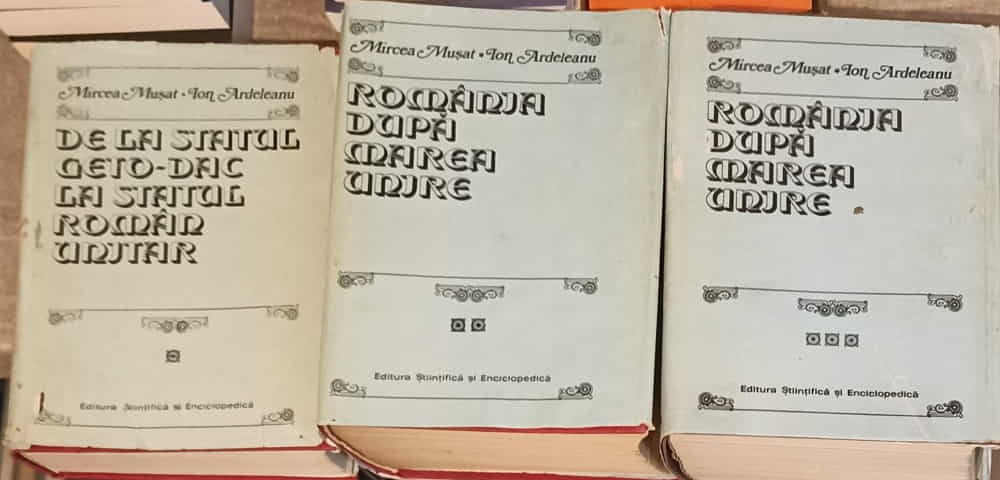 Mircea Mușat • Ion Ardeleanu
DE LA STATUL
GETO-DAC
LA STATUL
ROMÂN
UNITAR
Editura Științifică și Enciclopedică
Mircea Mușat • Ion Ardeleanu
ROMÂNIA
DUPĂ
MAREA
UNIRE
Editura Științifică și Enciclopedică
Mircea Mușat • Ion Ardeleanu
ROMÂNIA
DUPĂ
MAREA
UNIRE
Editura Științifică și Enciclopedică